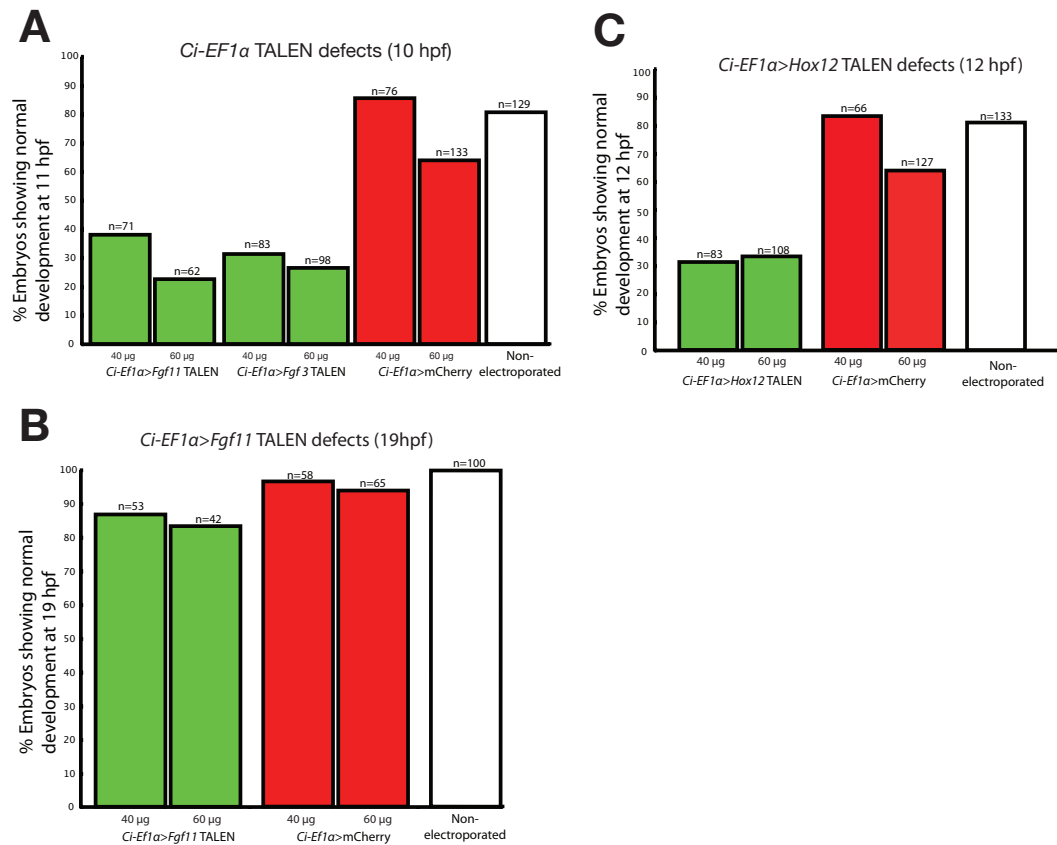 A
Ci-EF1α TALEN defects (10 hpf)
% Embryos showing normal
development at 11 hpf
100
90
80
70
60
50
40
30
20
10
0
n=71
n=62
n=83
n=98
n=76
n=133
n=129
40 µg
60 µg
40 µg
60 µg
40 µg
60 µg
Non-
electroporated
Ci-Ef1α>Fgf11 TALEN
Ci-Ef1α>Fgf 3 TALEN
Ci-Ef1α>mCherry
C
Ci-EF1α>Hox12 TALEN defects (12 hpf)
% Embryos showing normal
development at 12 hpf
100
90
80
70
60
50
40
30
20
10
0
n=83
n=108
n=66
n=127
n=133
40 µg
60 µg
40 µg
60 µg
Non-
electroporated
Ci-Ef1α>Hox12 TALEN
Ci-Ef1α>mCherry
B
Ci-EF1α>Fgf11 TALEN defects (19hpf)
% Embryos showing normal
development at 19 hpf
100
90
80
70
60
50
40
30
20
10
0
n=53
n=42
n=58
n=65
n=100
40 µg
60 µg
40 µg
60 µg
Non-
electroporated
Ci-Ef1α>Fgf11 TALEN
Ci-Ef1α>mCherry